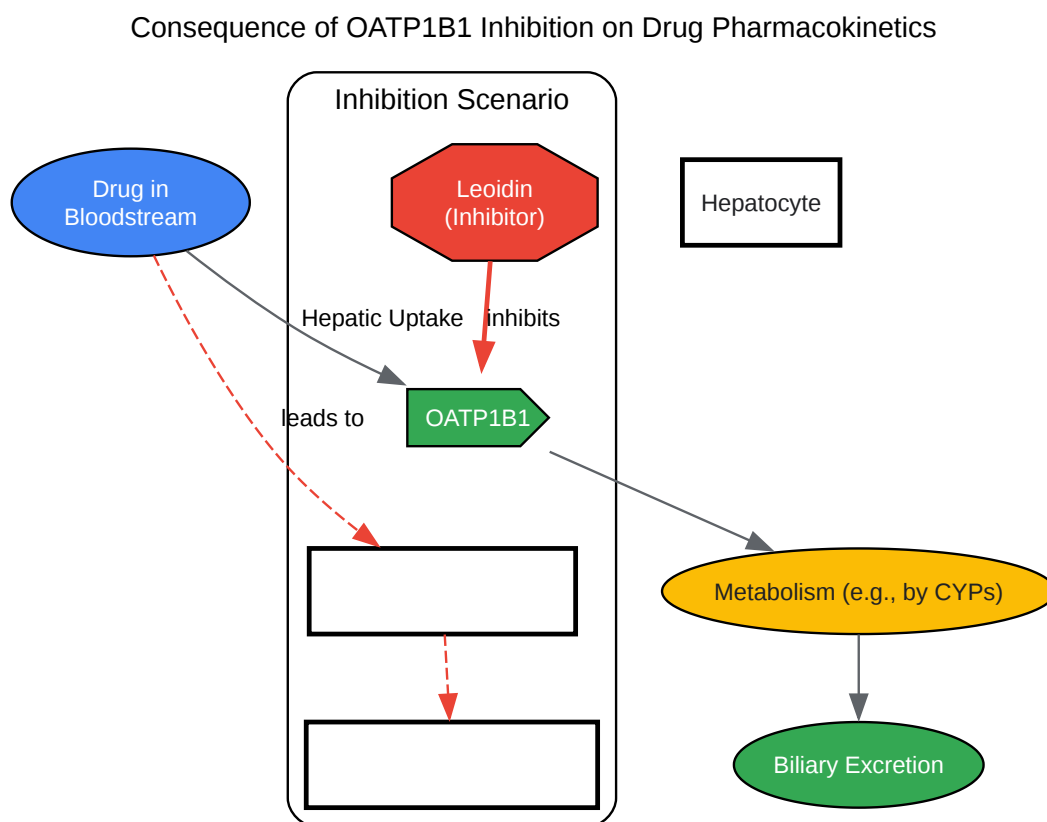 Consequence of OATP1B1 Inhibition on Drug Pharmacokinetics
Inhibition Scenario
Drug in
Bloodstream
Leoidin
(Inhibitor)
Hepatocyte
Hepatic Uptake
inhibits
leads to
OATP1B1
Metabolism (e.g., by CYPs)
Biliary Excretion